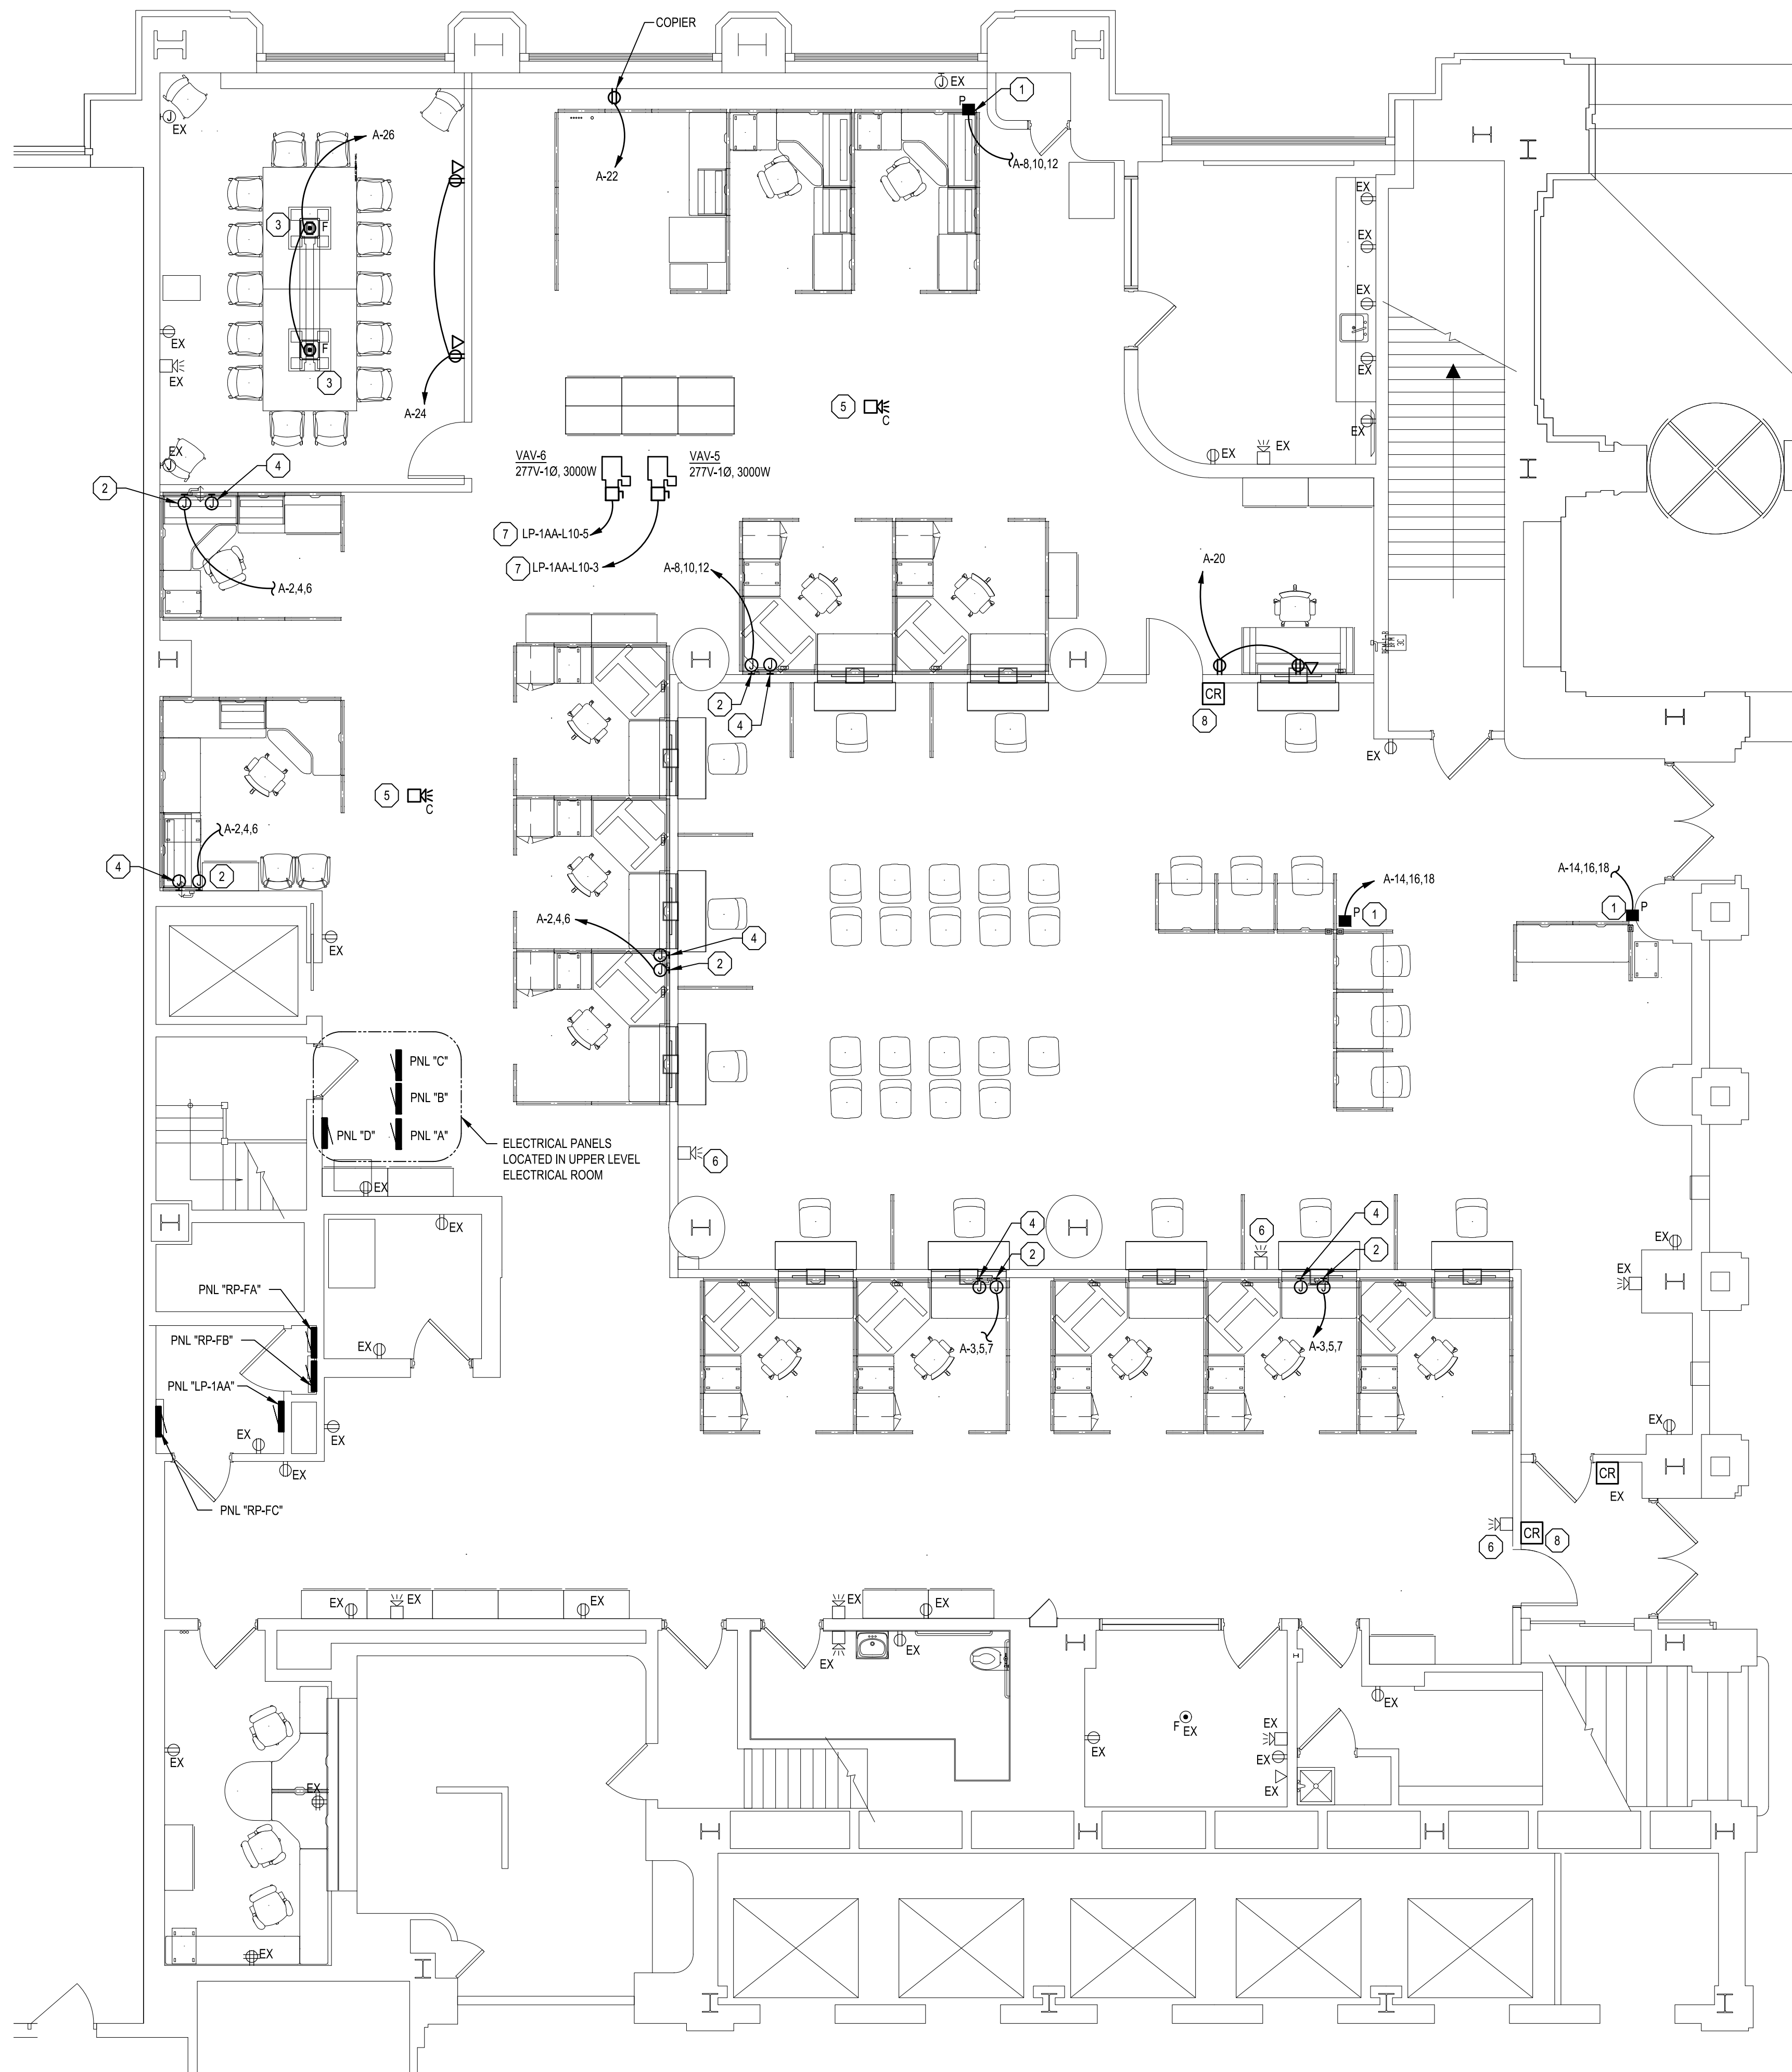 COPIER
J EX
P
1
J
EX
A-26
A-8,10,12
A-22
EX
3
F
EX
EX
EX
EX
F
EX
3
5
C
A-24
EX
EX
J
EX
EX
VAV-6
277V-1Ø, 3000W
VAV-5
277V-1Ø, 3000W
4
2
J
J
7 LP-1AA-L10-5
7 LP-1AA-L10-3
A-8,10,12
A-20
A-2,4,6
J
J
2
4
CR
8
EX
5
C
A-2,4,6
4
J
J
2
A-14,16,18
A-14,16,18
P
1
1
P
A-2,4,6
4
J
J
2
EX
PNL "C"
PNL "B"
PNL "D"
PNL "A"
ELECTRICAL PANELS
LOCATED IN UPPER LEVEL
ELECTRICAL ROOM
6
EX
EX
4
2
6
4
2
EX
EX
J
J
J
J
PNL "RP-FA"
PNL "RP-FB"
PNL "LP-1AA"
EX
A-3,5,7
A-3,5,7
EX
EX
EX
EX
PNL "RP-FC"
CR
EX
6
CR
8
EX
EX
EX
EX
EX
EX
EX
EX
F
EX
EX
EX
EX
EX
EX
EX
EX
EX